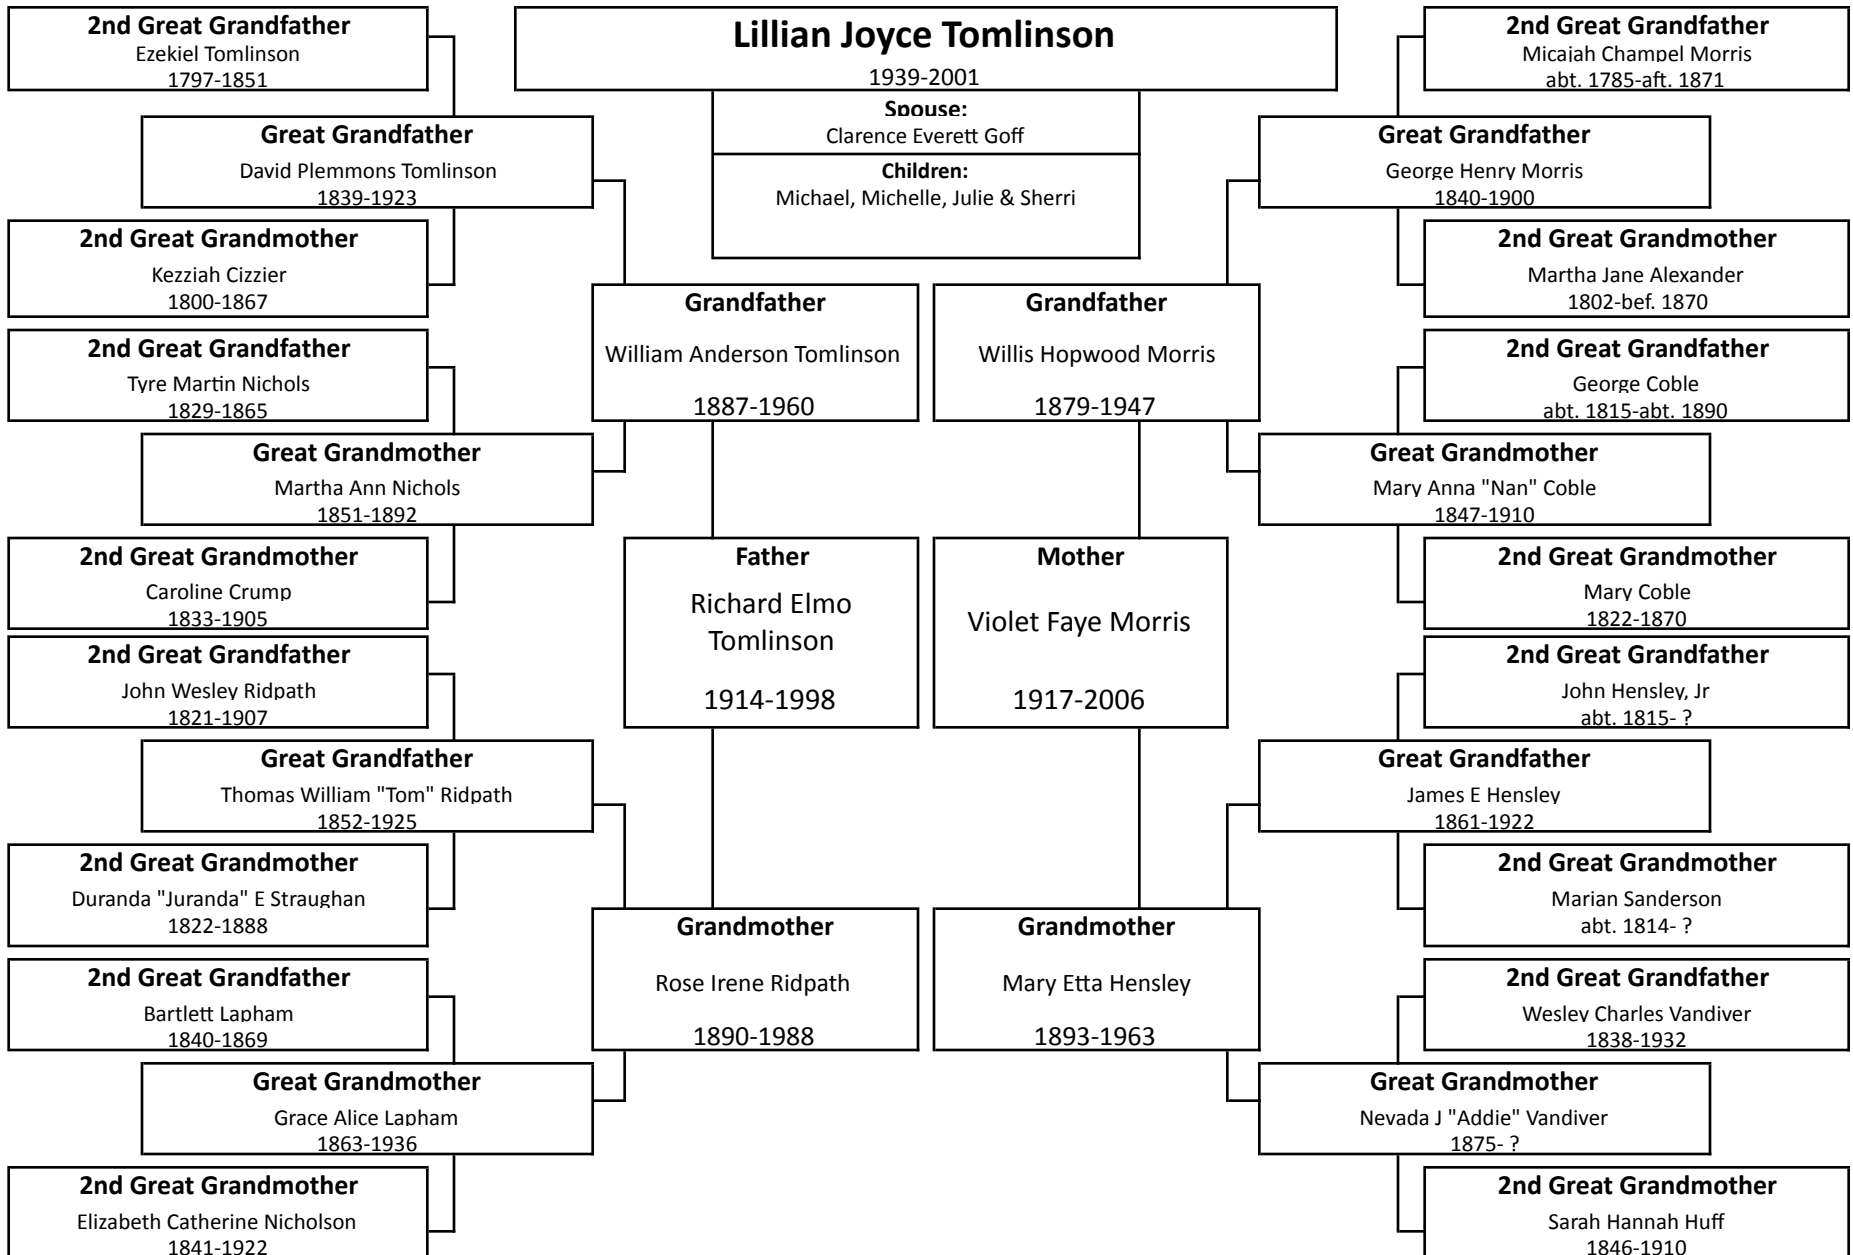 Lillian Joyce Tomlinson
1939-2001
Spouse:
Clarence Everett Goff
Children:
Michael, Michelle, Julie & Sherri
2nd Great Grandfather
Ezekiel Tomlinson
1797-1851
Great Grandfather
David Plemmons Tomlinson
1839-1923
2nd Great Grandmother
Kezziah Cizzier
1800-1867
2nd Great Grandfather
Tyre Martin Nichols
1829-1865
Great Grandmother
Martha Ann Nichols
1851-1892
2nd Great Grandmother
Caroline Crump
1833-1905
2nd Great Grandfather
John Wesley Ridpath
1821-1907
Great Grandfather
Thomas William "Tom" Ridpath
1852-1925
2nd Great Grandmother
Duranda "Juranda" E Straughan
1822-1888
2nd Great Grandfather
Bartlett Lapham
1840-1869
Great Grandmother
Grace Alice Lapham
1863-1936
2nd Great Grandmother
Elizabeth Catherine Nicholson
1841-1922
Grandfather
William Anderson Tomlinson
1887-1960
Father
Richard Elmo
Tomlinson
1914-1998
Grandmother
Rose Irene Ridpath
1890-1988
Grandfather
Willis Hopwood Morris
1879-1947
Mother
Violet Faye Morris
1917-2006
Grandmother
Mary Etta Hensley
1893-1963
2nd Great Grandfather
Micajah Champel Morris
abt. 1785-aft. 1871
Great Grandfather
George Henry Morris
1840-1900
2nd Great Grandmother
Martha Jane Alexander
1802-bef. 1870
2nd Great Grandfather
George Coble
abt. 1815-abt. 1890
Great Grandmother
Mary Anna "Nan" Coble
1847-1910
2nd Great Grandmother
Mary Coble
1822-1870
2nd Great Grandfather
John Hensley, Jr
abt. 1815- ?
Great Grandfather
James E Hensley
1861-1922
2nd Great Grandmother
Marian Sanderson
abt. 1814- ?
2nd Great Grandfather
Wesley Charles Vandiver
1838-1932
Great Grandmother
Nevada J "Addie" Vandiver
1875- ?
2nd Great Grandmother
Sarah Hannah Huff
1846-1910